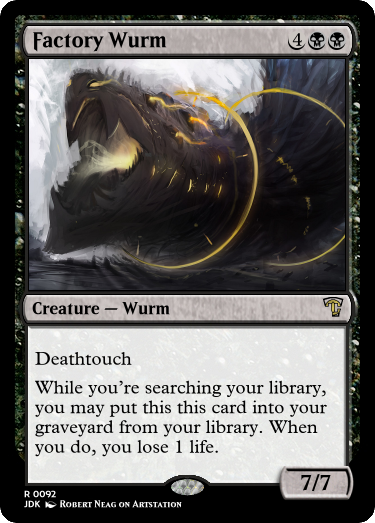 Factory Wurm 4
Creature — Wurm
Deathtouch
While you're searching your library,
you may put this this card into your
graveyard from your library. When
you do, you lose 1 life.
7/7
R 0092
JDK Robert Neag on Artstation